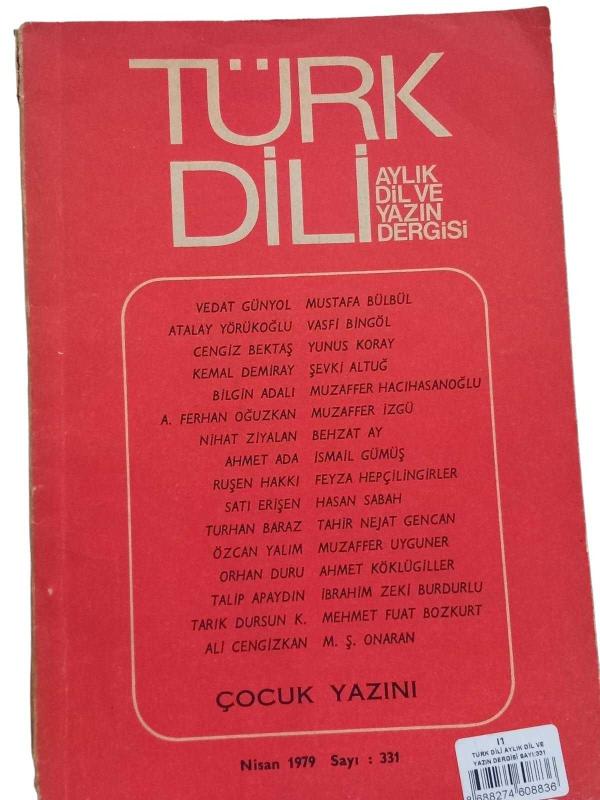 TÜRK
DİLİ
AYLIK
DİL VE
YAZIN
DERGİSİ
VEDAT GÜNYOL MUSTAFA BÜLBÜL
ATALAY YÖRÜKOĞLU VASFİ BİNGÖL
CENGİZ BEKTAŞ YUNUS KORAY
KEMAL DEMİRAY ŞEVKİ ALTUĞ
BİLGİN ADALI MUZAFFER HACIHASANOĞLU
A. FERHAN OĞUZKAN MUZAFFER İZGÜ
NİHAT ZİYALAN BEHZAT AY
AHMET ADA İSMAİL GÜMÜŞ
RUŞEN HAKKI FEYZA HEPÇİLİNGİRLER
SATI ERİŞEN HASAN SABAH
TURHAN BARAZ TAHİR NEJAT GENCAN
ÖZCAN YALIM MUZAFFER UYGUNER
ORHAN DURU AHMET KÖKLÜGİLLER
TALİP APAYDIN İBRAHİM ZEKİ BURDURLU
TARIK DURSUN K. MEHMET FUAT BOZKURT
ALİ CENGİZKAN M. Ş. ONARAN
ÇOCUK YAZINI
Nisan 1979 Sayı : 331
I1
TÜRK DİLİ AYLIK DİL VE
YAZIN DERGİSİ SAYI:331
8688274608836